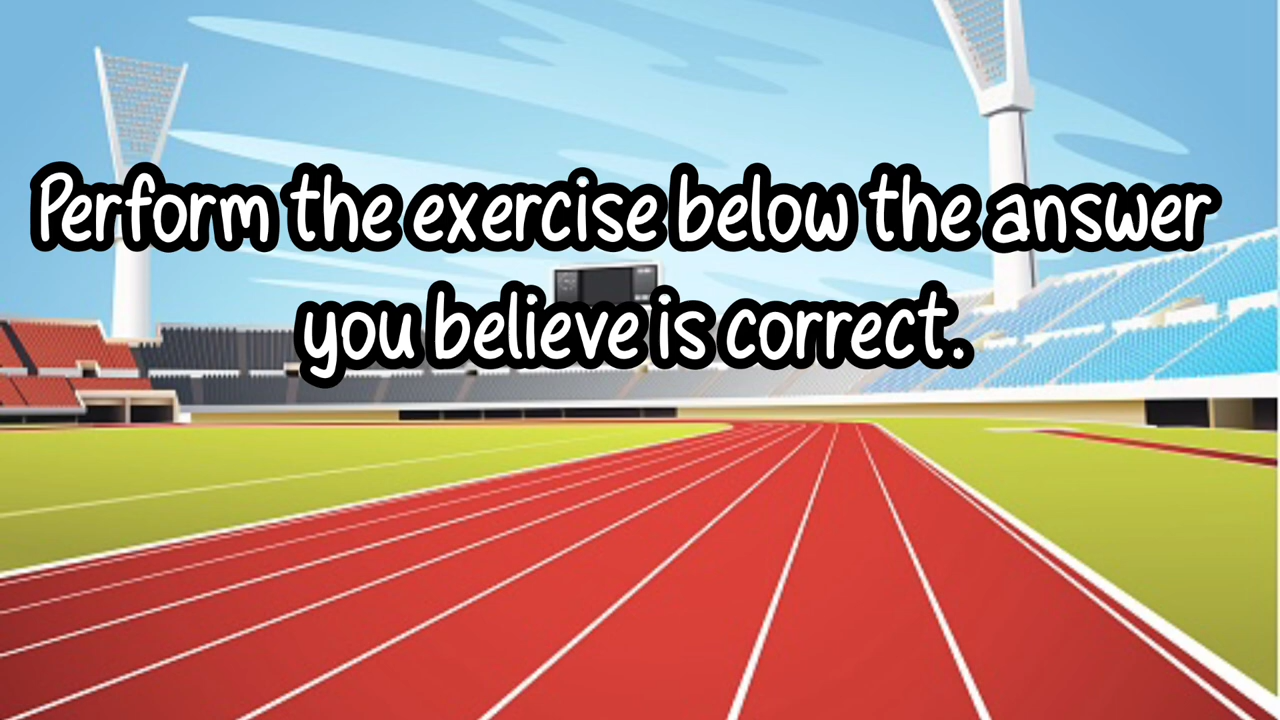 Perform the exercise below the answer
you believe is correct.